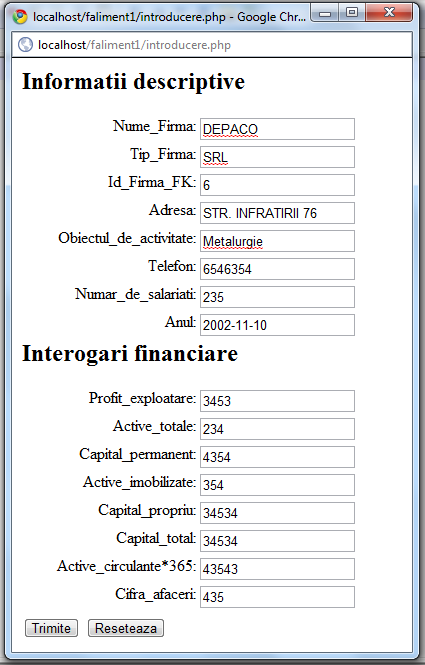 localhost/faliment1/introducere.php - Google Chr...
localhost/faliment1/introducere.php
Informatii descriptive
Nume_Firma: DEPACO
Tip_Firma: SRL
Id_Firma_FK: 6
Adresa: STR. INFRATIRII 76
Obiectul_de_activitate: Metalurgie
Telefon: 6546354
Numar_de_salariati: 235
Anul: 2002-11-10
Interogari financiare
Profit_exploatare: 3453
Active_totale: 234
Capital_permanent: 4354
Active_imobilizate: 354
Capital_propriu: 34534
Capital_total: 34534
Active_circulante*365: 43543
Cifra_afaceri: 435
Trimite Reseteaza